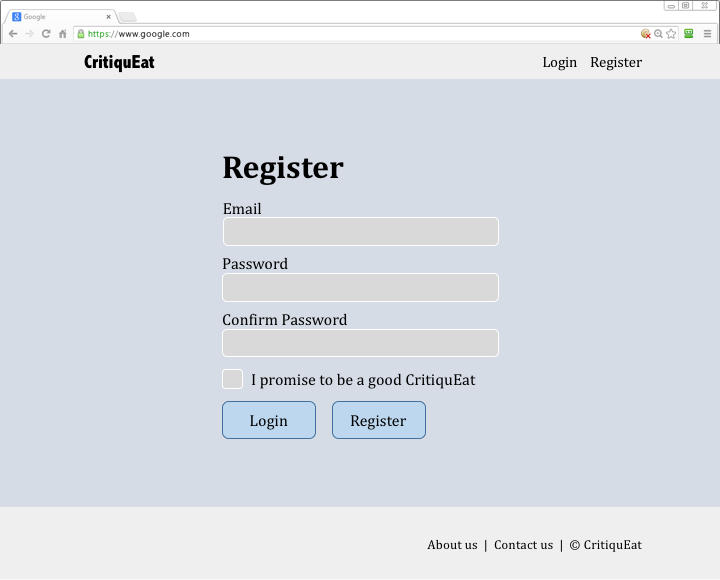 Google
https://www.google.com
CritiquEat Login Register
Register
Email
Password
Confirm Password
I promise to be a good CritiquEat
Login Register
About us | Contact us | © CritiquEat